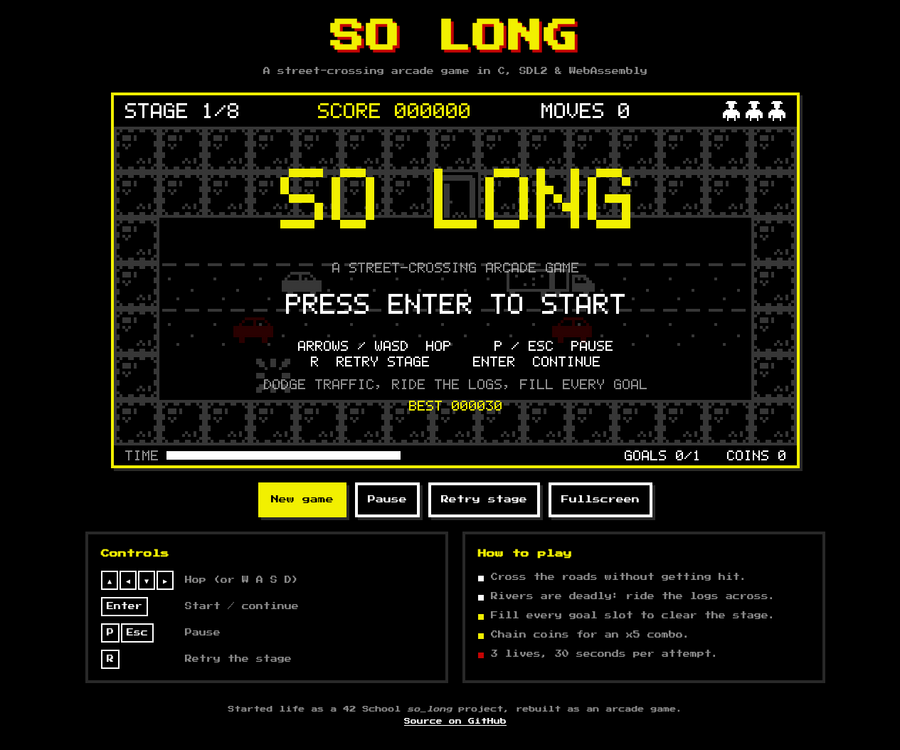 SO LONG
A street-crossing arcade game in C, SDL2 & WebAssembly
STAGE 1/8 SCORE 000000 MOVES 0
SO LONG
A STREET-CROSSING ARCADE GAME
PRESS ENTER TO START
ARROWS / WASD HOP P / ESC PAUSE
R RETRY STAGE ENTER CONTINUE
DODGE TRAFFIC, RIDE THE LOGS, FILL EVERY GOAL
BEST 000030
TIME GOALS 0/1 COINS 0
New game Pause Retry stage Fullscreen
Controls
Hop (or W A S D)
Enter Start / continue
P Esc Pause
R Retry the stage
How to play
Cross the roads without getting hit.
Rivers are deadly: ride the logs across.
Fill every goal slot to clear the stage.
Chain coins for an x5 combo.
3 lives, 30 seconds per attempt.
Started life as a 42 School so_long project, rebuilt as an arcade game.
Source on GitHub